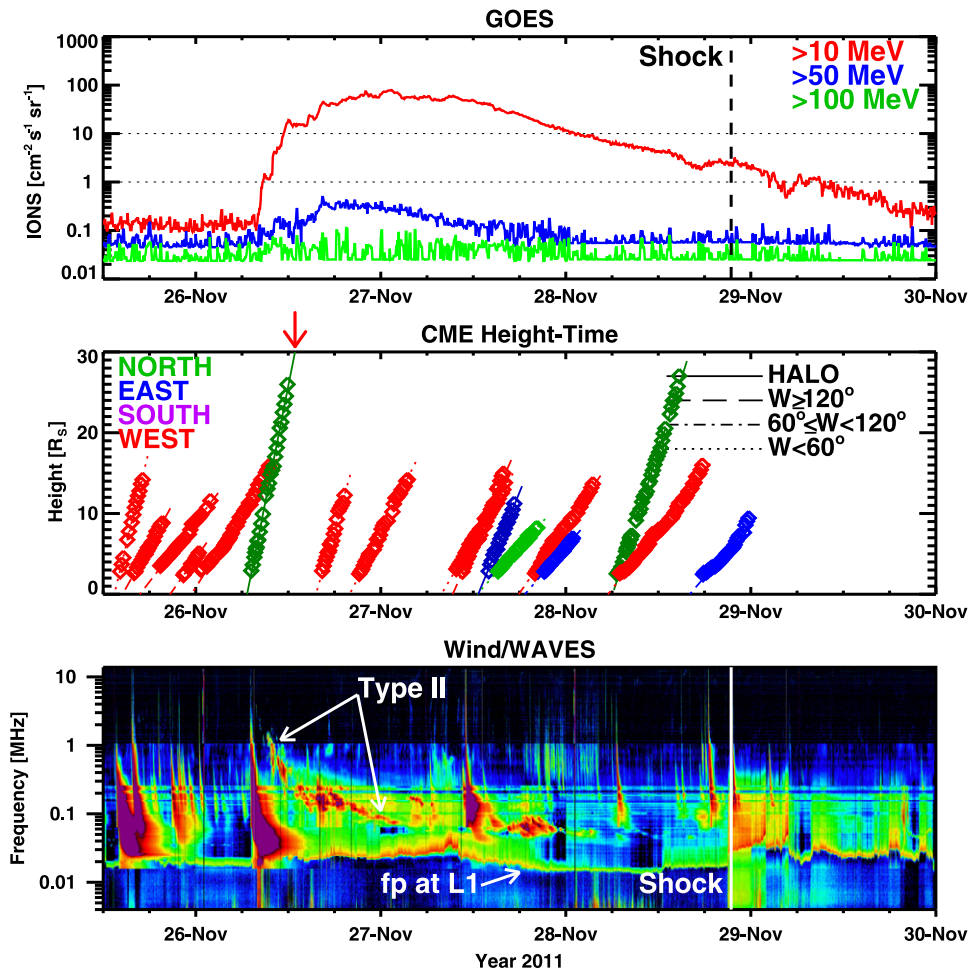 GOES
1000
100
10
1
0.1
0.01
IONS [cm⁻² s⁻¹ sr⁻¹]
Shock
>10 MeV
>50 MeV
>100 MeV
26-Nov 27-Nov 28-Nov 29-Nov 30-Nov
CME Height-Time
30
20
10
0
Height [R_S.]
NORTH
EAST
SOUTH
WEST
HALO
W≥120°
60°≤W<120°
W<60°
26-Nov 27-Nov 28-Nov 29-Nov 30-Nov
Wind/WAVES
10
1
0.1
0.01
Frequency [MHz]
Type II
fp at L1
Shock
26-Nov 27-Nov 28-Nov 29-Nov 30-Nov
Year 2011